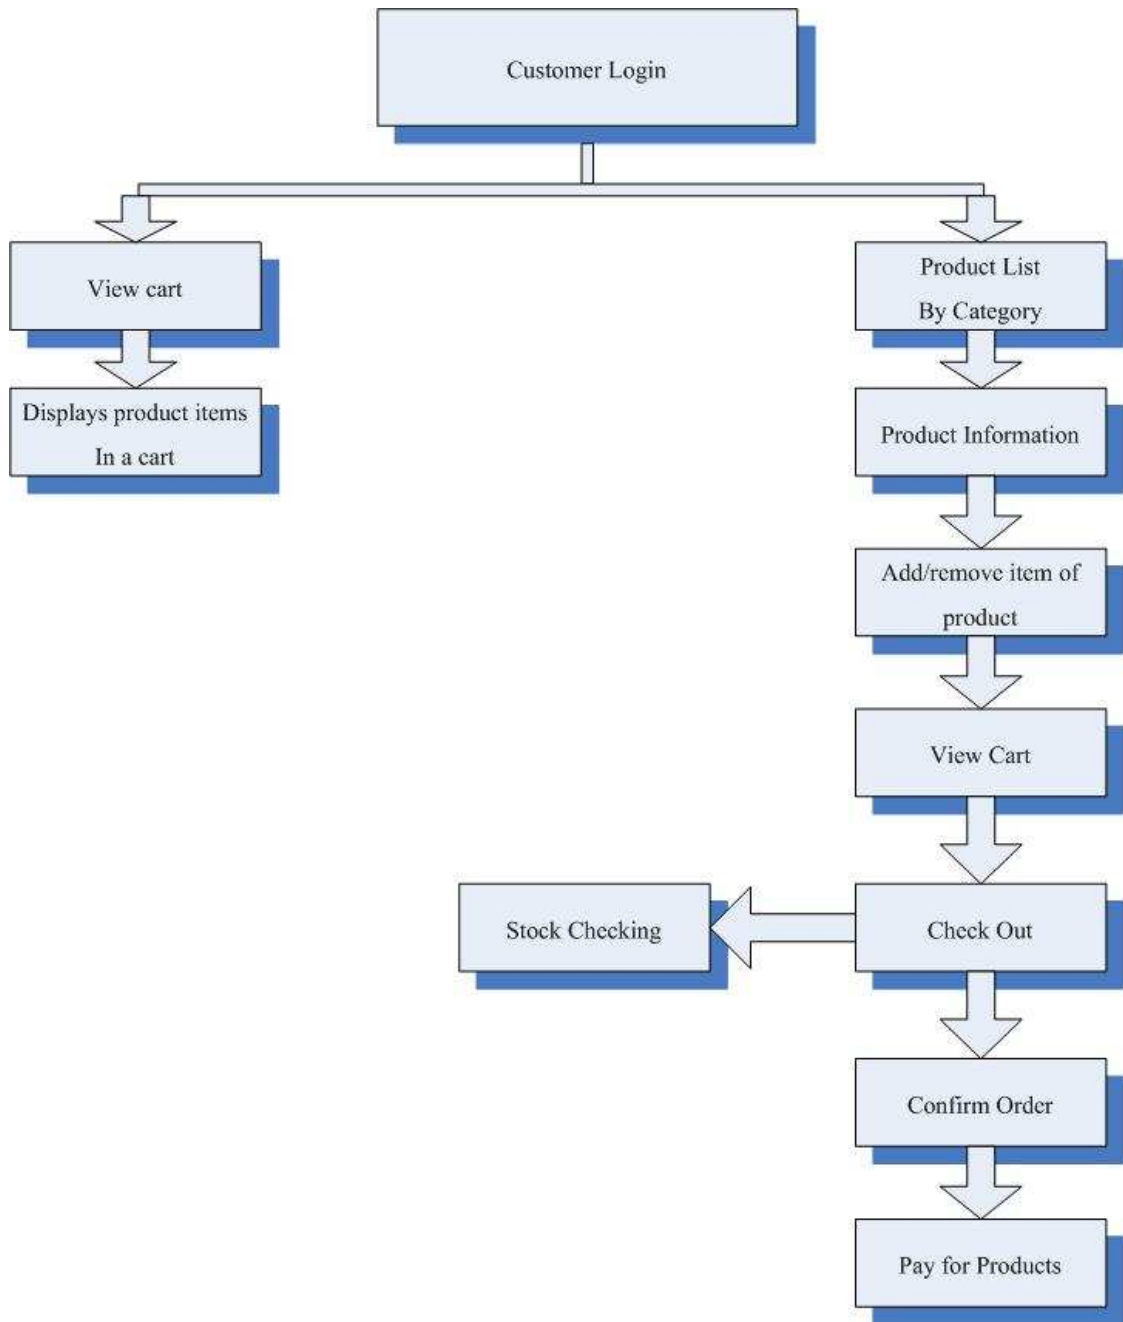 Customer Login
View cart
Product List
By Category
Displays product items
In a cart
Product Information
Add/remove item of
product
View Cart
Stock Checking
Check Out
Confirm Order
Pay for Products